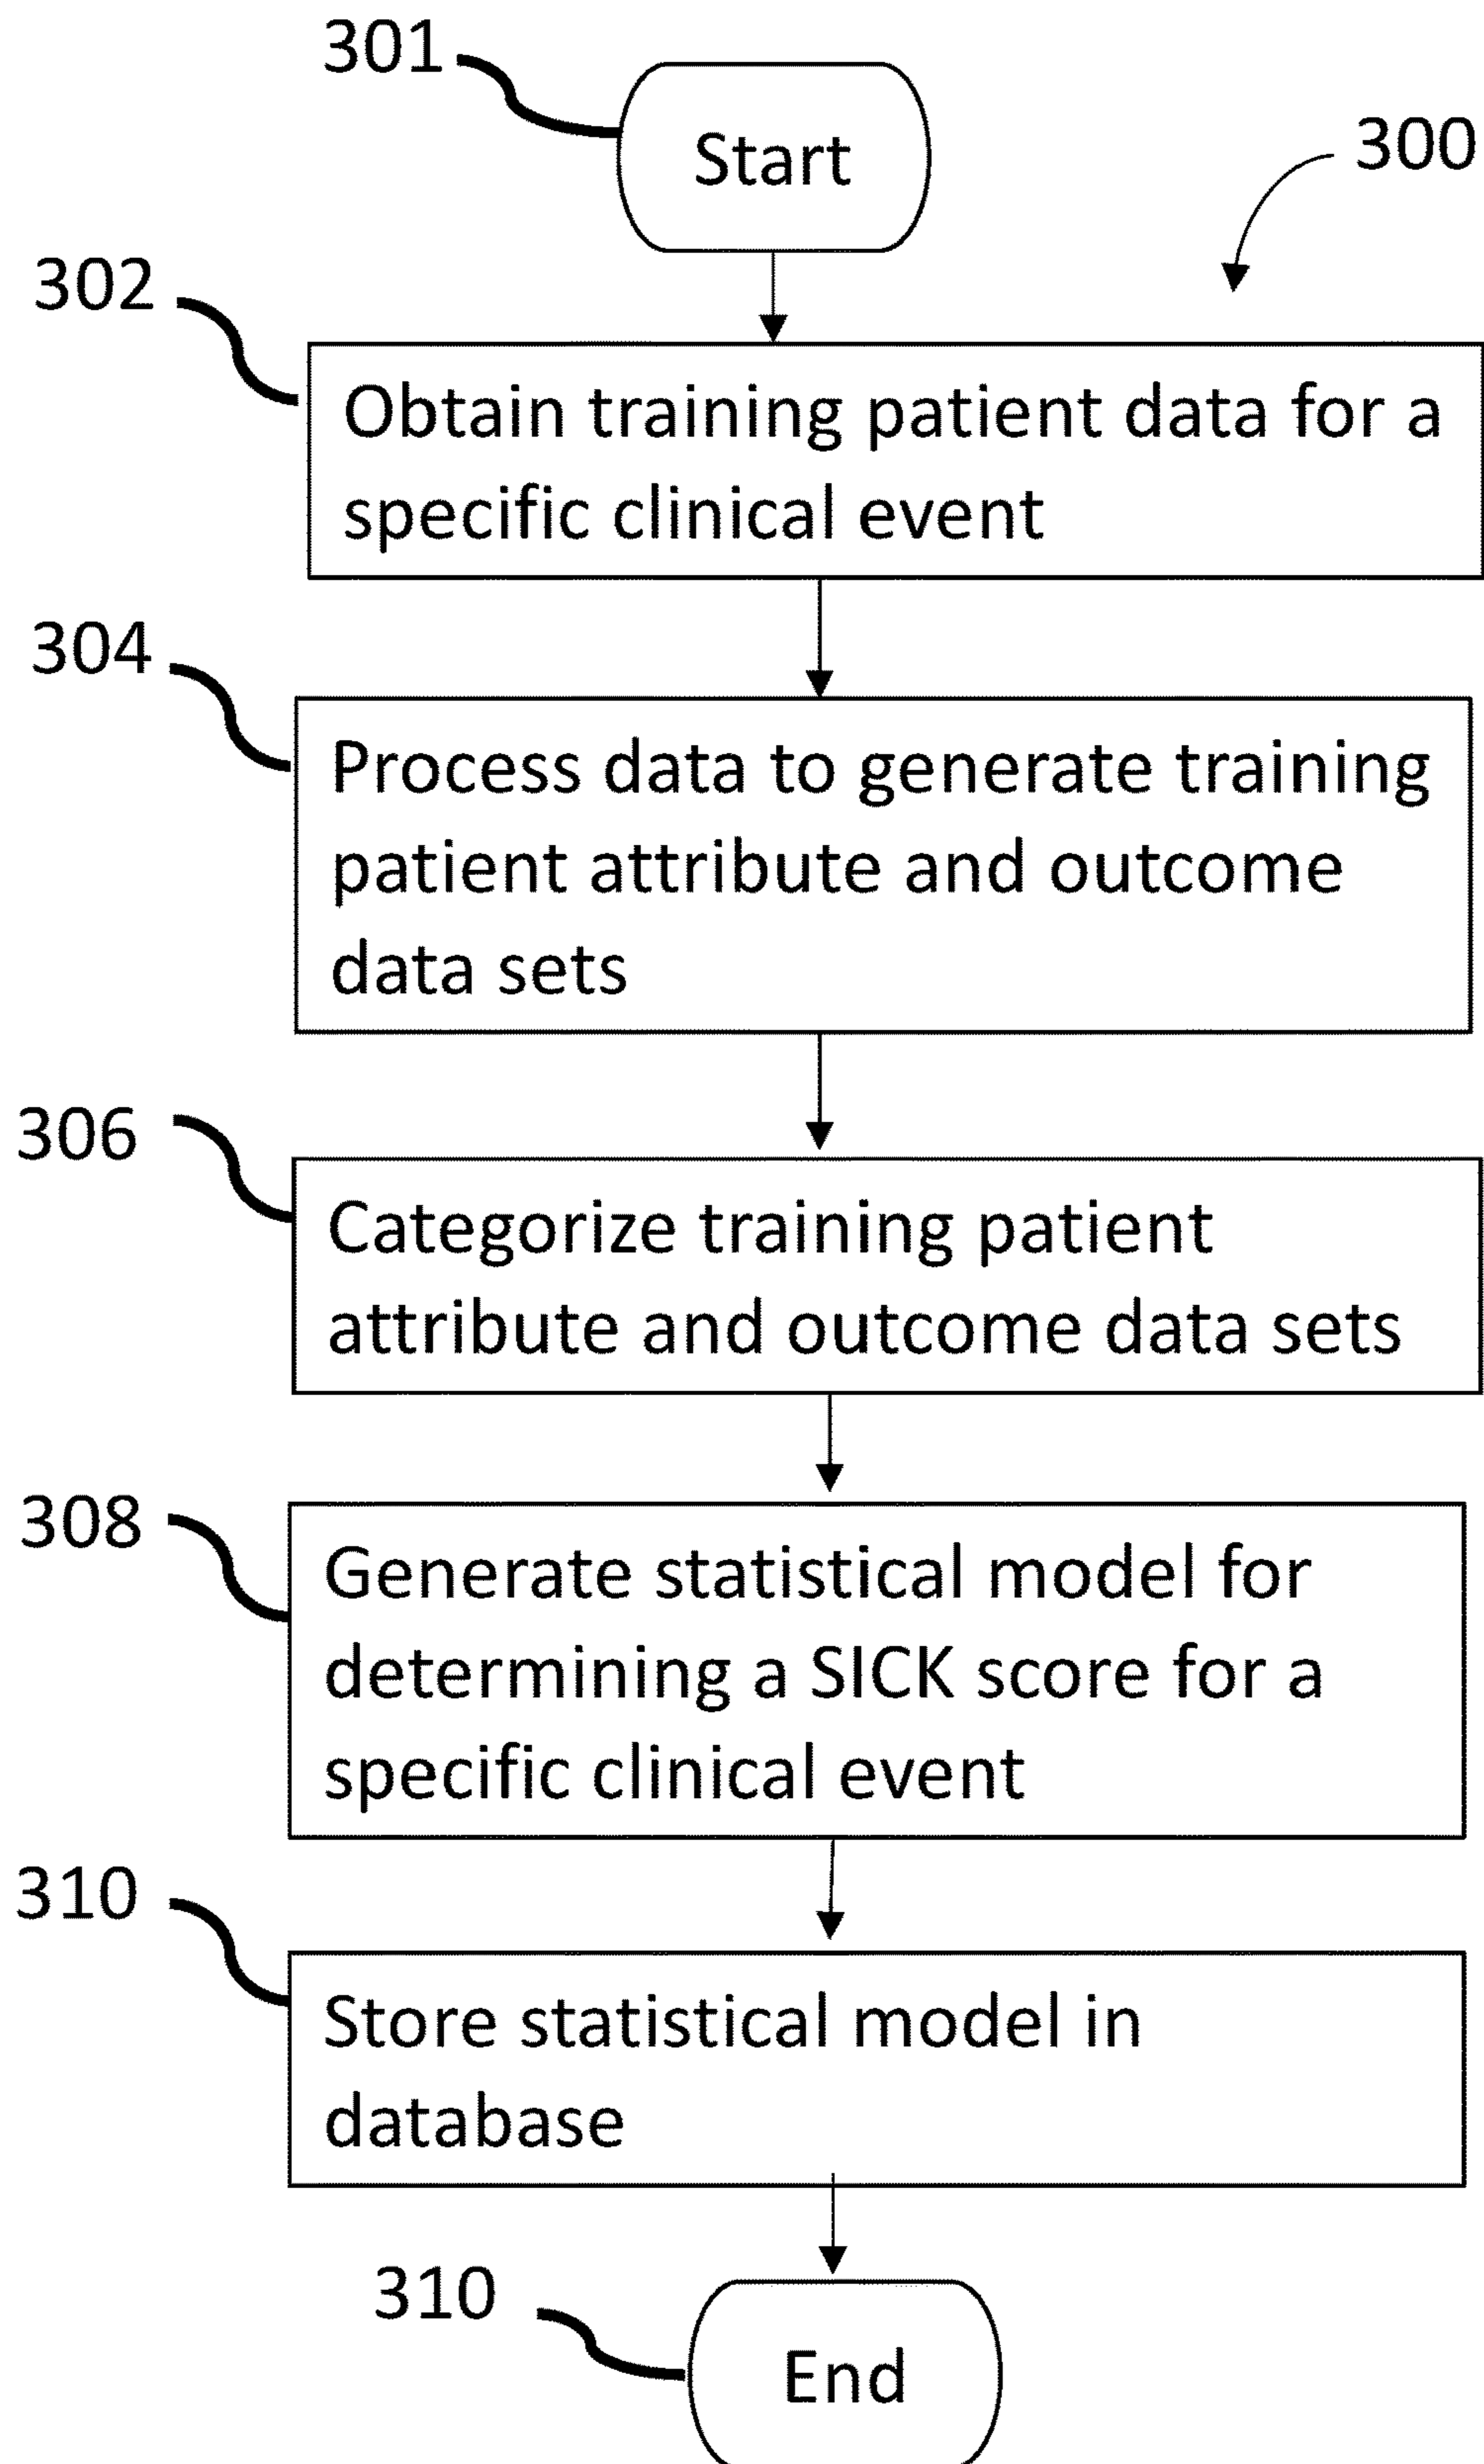 301
Start
300
302
Obtain training patient data for a
specific clinical event
304
Process data to generate training
patient attribute and outcome
data sets
306
Categorize training patient
attribute and outcome data sets
308
Generate statistical model for
determining a SICK score for a
specific clinical event
310
Store statistical model in
database
310
End